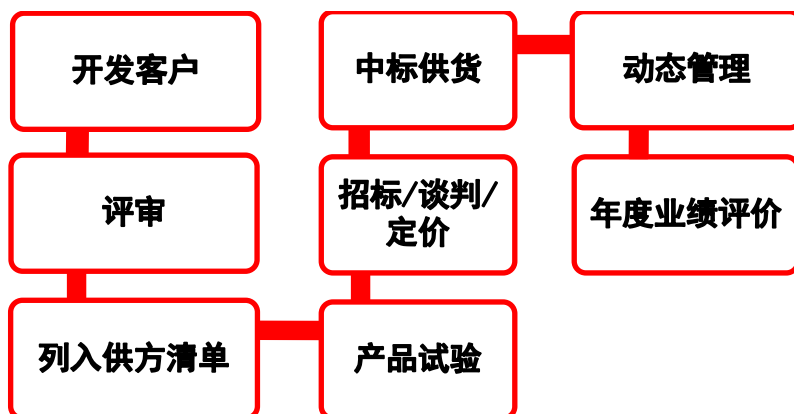 开发客户
评审
列入供方清单
产品试验
招标/谈判/
定价
中标供货
动态管理
年度业绩评价